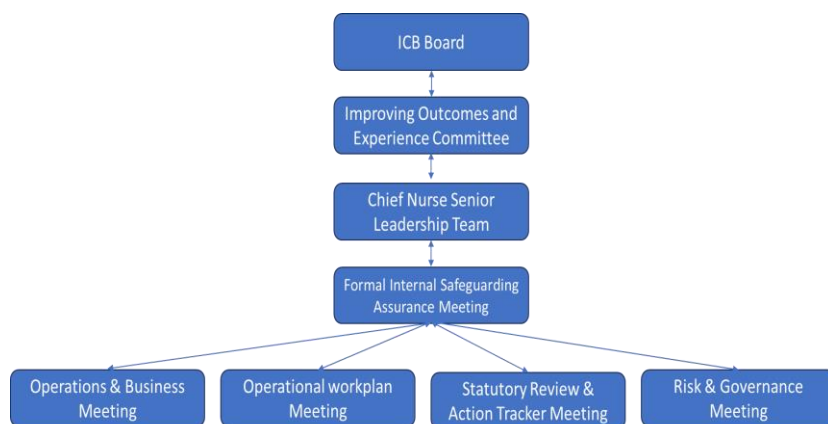 ICB Board
Improving Outcomes and
Experience Committee
Chief Nurse Senior
Leadership Team
Formal Internal Safeguarding
Assurance Meeting
Operations & Business
Meeting
Operational workplan
Meeting
Statutory Review &
Action Tracker Meeting
Risk & Governance
Meeting